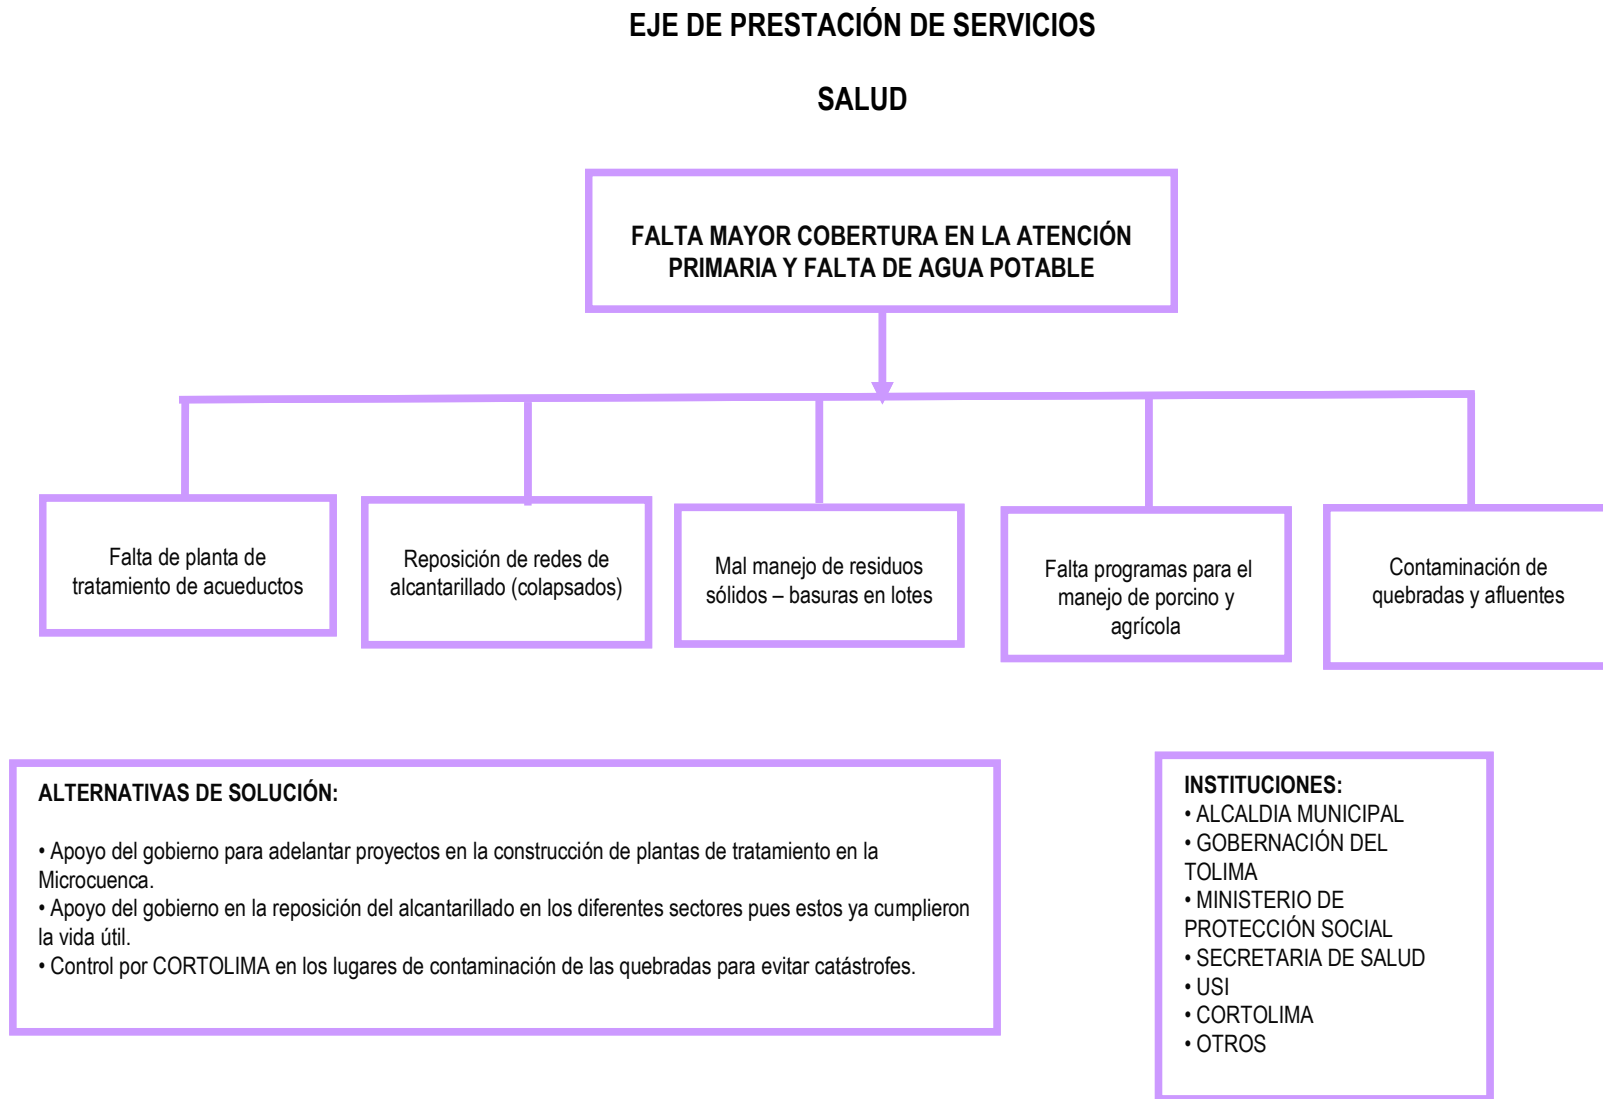 EJE DE PRESTACIÓN DE SERVICIOS
SALUD
FALTA MAYOR COBERTURA EN LA ATENCIÓN
PRIMARIA Y FALTA DE AGUA POTABLE
Falta de planta de
tratamiento de acueductos
Reposición de redes de
alcantarillado (colapsados)
Mal manejo de residuos
sólidos – basuras en lotes
Falta programas para el
manejo de porcino y
agrícola
Contaminación de
quebradas y afluentes
ALTERNATIVAS DE SOLUCIÓN:
• Apoyo del gobierno para adelantar proyectos en la construcción de plantas de tratamiento en la
Microcuenca.
• Apoyo del gobierno en la reposición del alcantarillado en los diferentes sectores pues estos ya cumplieron
la vida útil.
• Control por CORTOLIMA en los lugares de contaminación de las quebradas para evitar catástrofes.
INSTITUCIONES:
• ALCALDIA MUNICIPAL
• GOBERNACIÓN DEL
TOLIMA
• MINISTERIO DE
PROTECCIÓN SOCIAL
• SECRETARIA DE SALUD
• USI
• CORTOLIMA
• OTROS